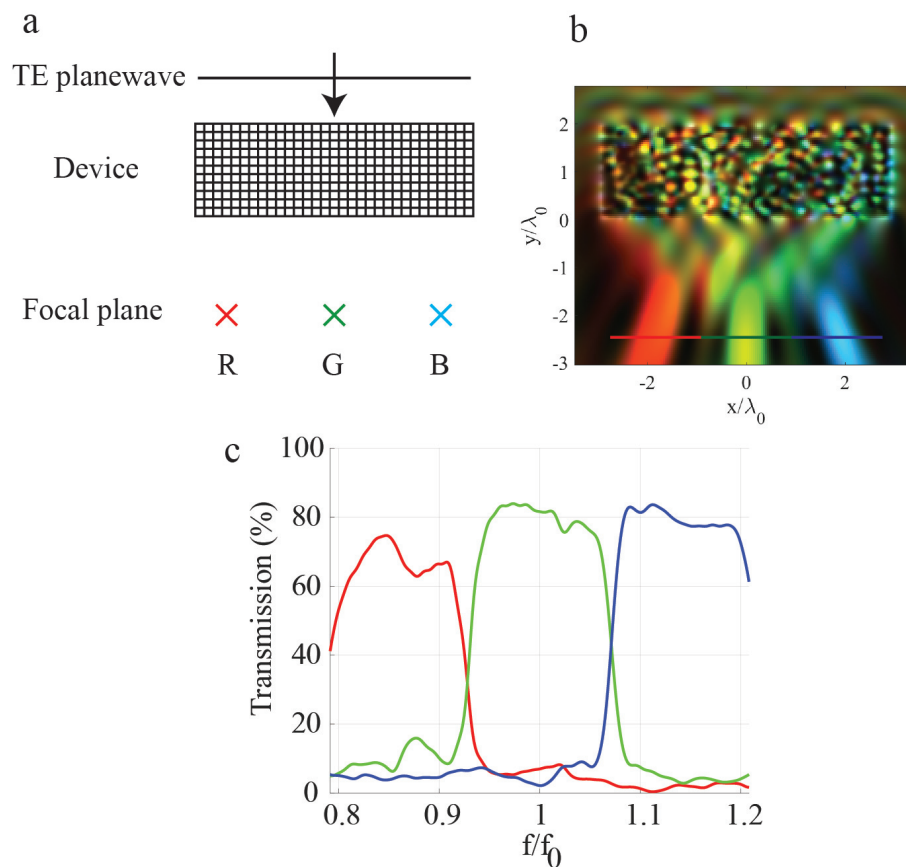 a
TE planewave
Device
Focal plane
R G B
b
2
1
0
-1
-2
-3
y/λ₀
-2 0 2
x/λ₀
c
100
80
60
40
20
0
Transmission (%)
0.8 0.9 1 1.1 1.2
f/f₀